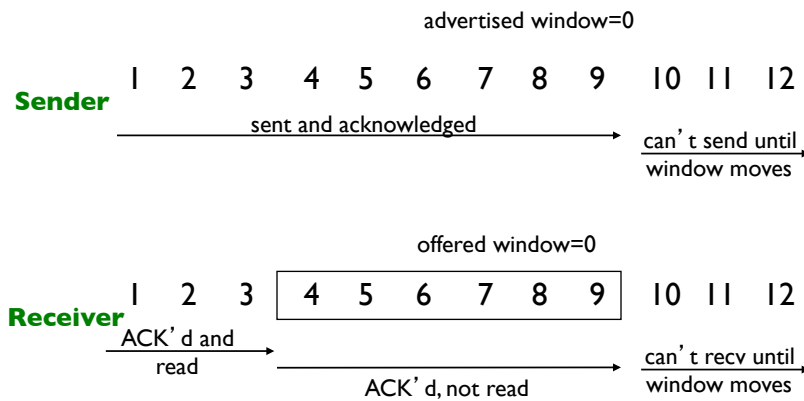 advertised window=0
1 2 3 4 5 6 7 8 9 10 11 12
Sender
sent and acknowledged
can't send until
window moves
offered window=0
1 2 3 4 5 6 7 8 9 10 11 12
Receiver
ACK'd and
read
ACK'd, not read
can't recv until
window moves